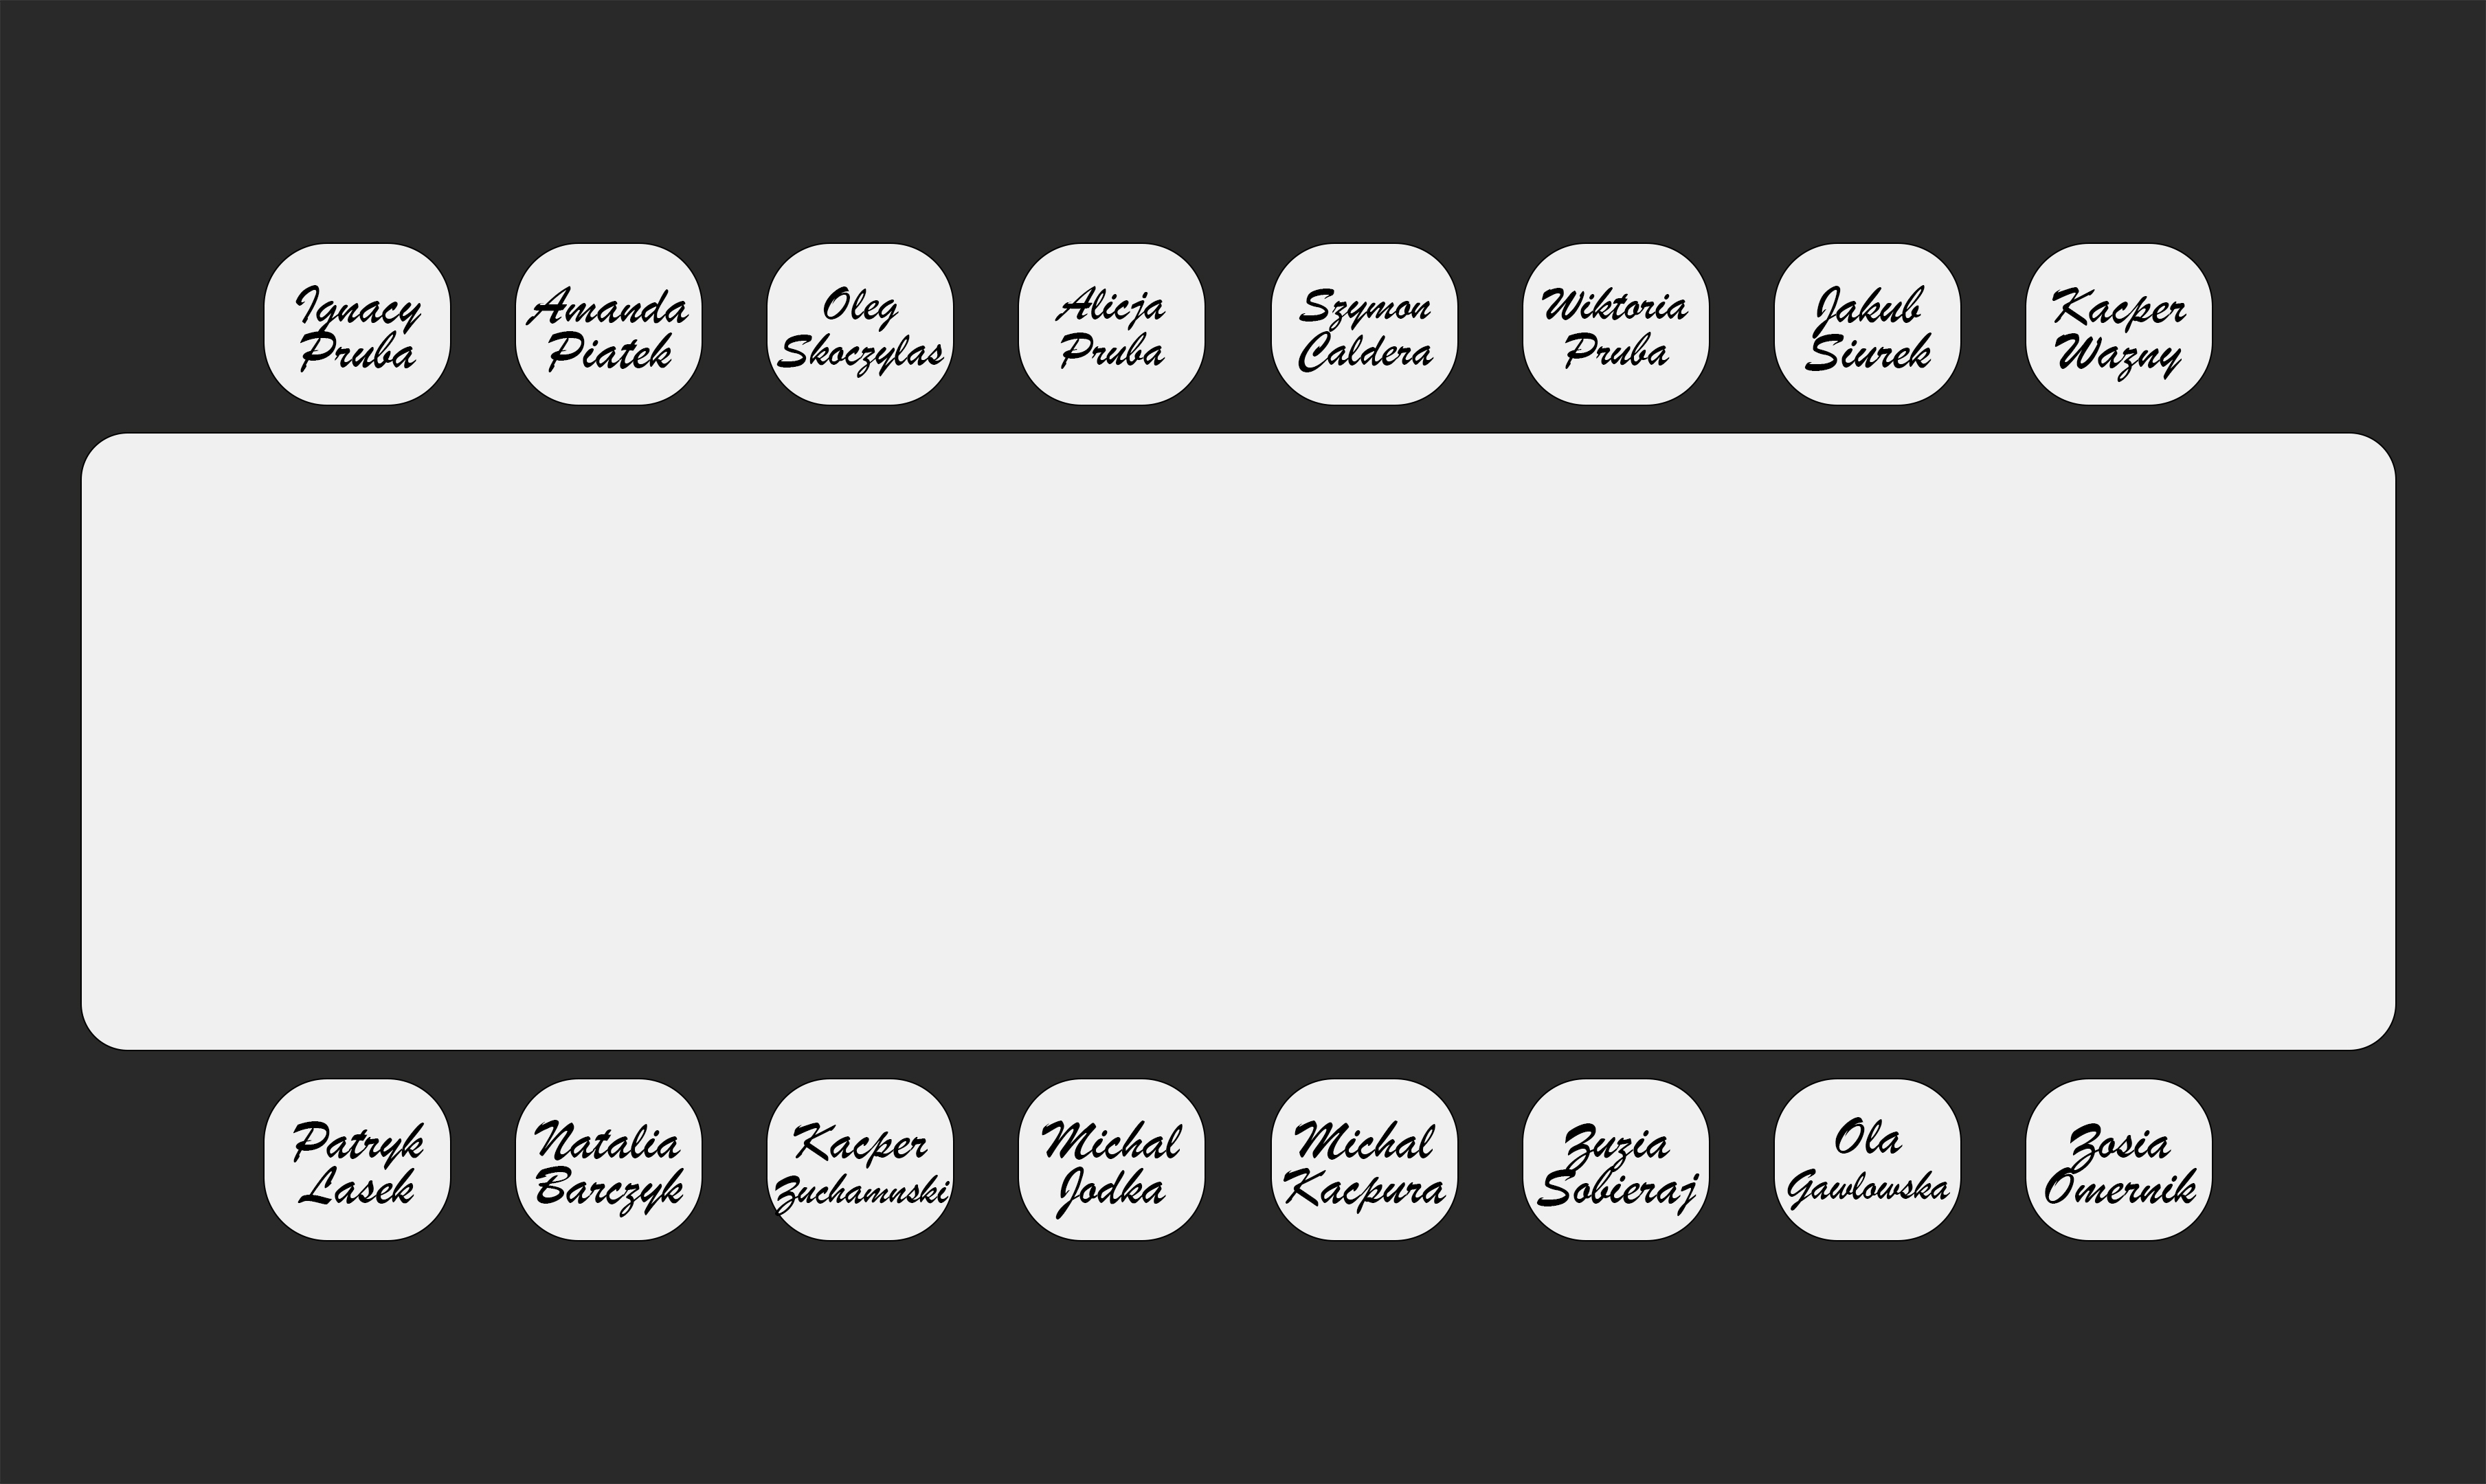 Ignacy
Pruba
Amanda
Piatek
Oleg
Skoczylas
Alicja
Pruba
Szymon
Caldera
Wiktoria
Pruba
Jakub
Siurek
Kacper
Wazny
Patryk
Lasek
Natalia
Barczyk
Kacper
Zuchamnski
Michal
Jodka
Michal
Kacpura
Zuzia
Sobieraj
Ola
Gawlowska
Zosia
Omernik